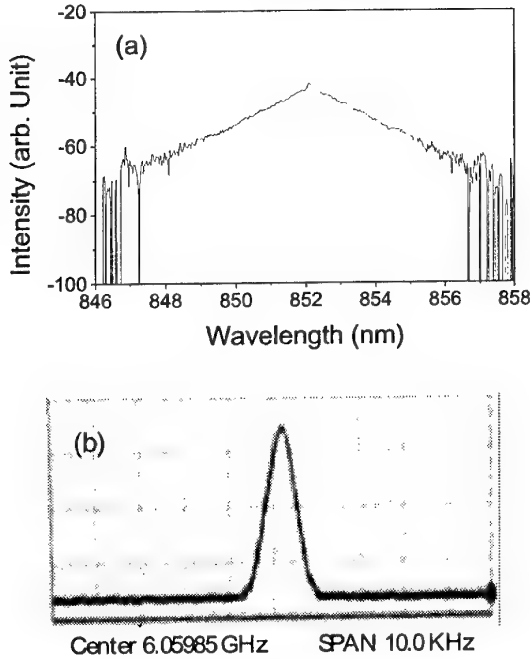 (a)
Intensity (arb. Unit)
-20
-40
-60
-80
-100
846 848 850 852 854 856 858
Wavelength (nm)
(b)
Center 6.05985 GHz SPAN 10.0 KHz